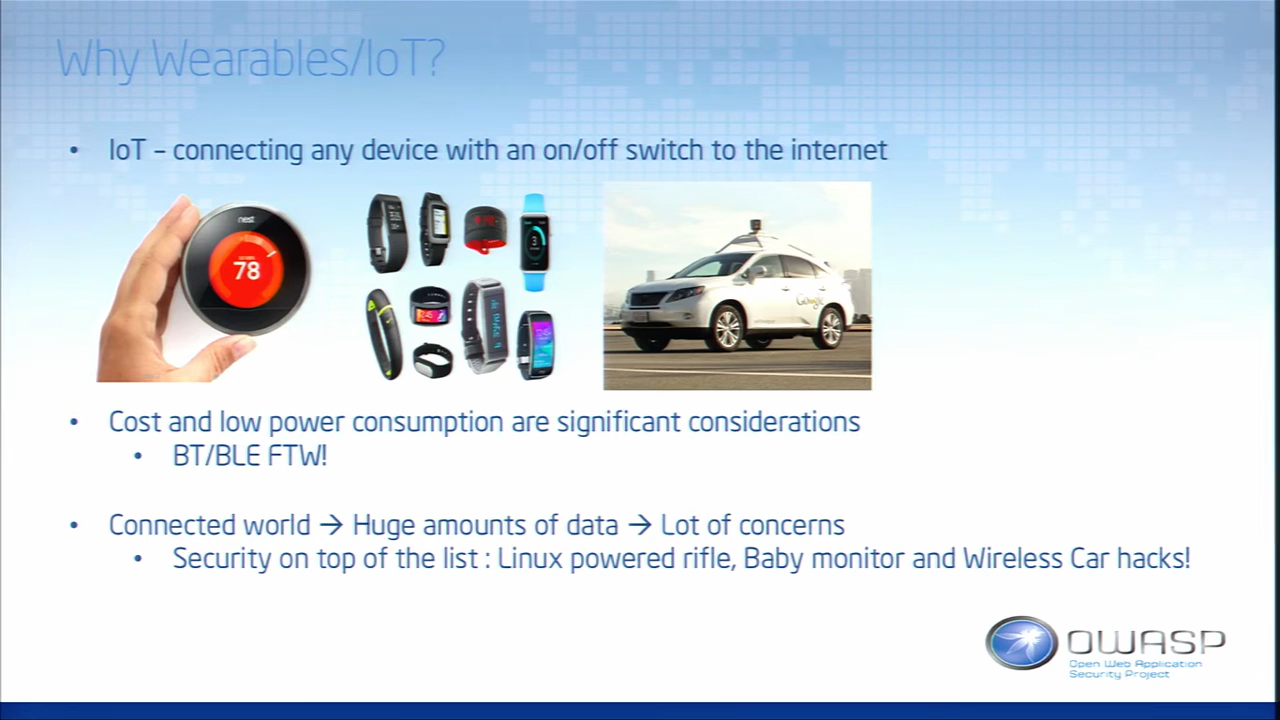 Why Wearables/IoT?
• IoT – connecting any device with an on/off switch to the internet
nest
78
3
Google
• Cost and low power consumption are significant considerations
• BT/BLE FTW!
• Connected world → Huge amounts of data → Lot of concerns
• Security on top of the list : Linux powered rifle, Baby monitor and Wireless Car hacks!
OWASP
Open Web Application
Security Project